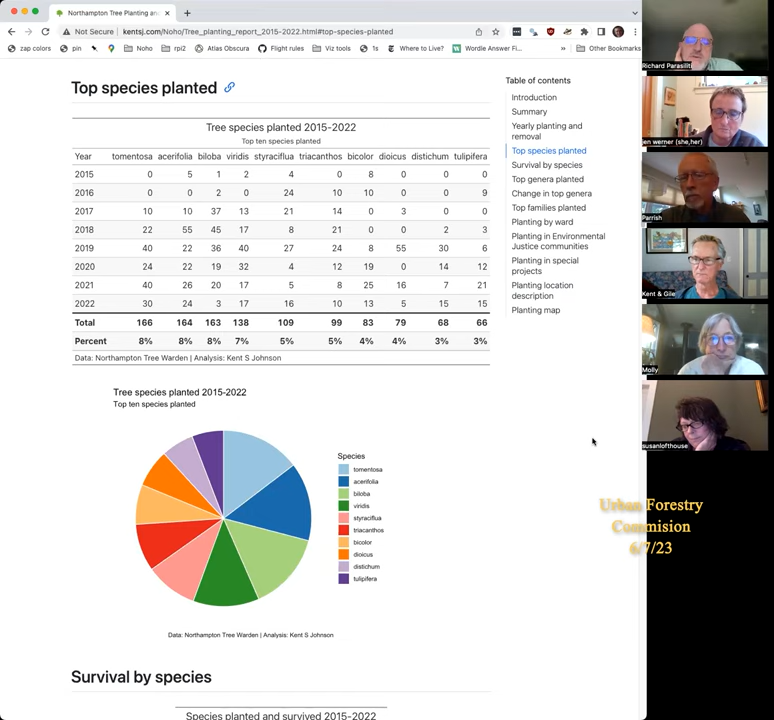 Northampton Tree Planting an
Not Secure | kentsj.com/Noho/Tree_planting_report_2015-2022.html#top-species-planted
zap colors pin Noho rpi2 Atlas Obscura Flight rules Viz tools 1s Where to Live? Wordle Answer Fi... » Other Bookmarks
Top species planted
Tree species planted 2015-2022
Top ten species planted
Year tomentosa acerifolia biloba viridis styraciflua triacanthos bicolor dioicus distichum tulipifera
2015 0 5 1 2 4 0 8 0 0 0
2016 0 0 2 0 24 10 10 0 0 9
2017 10 10 37 13 21 14 0 3 0 0
2018 22 55 45 17 8 21 0 0 2 3
2019 40 22 36 40 27 24 8 55 30 6
2020 24 22 19 32 4 12 19 0 14 12
2021 40 26 20 17 5 8 25 16 7 21
2022 30 24 3 17 16 10 13 5 15 15
Total 166 164 163 138 109 99 83 79 68 66
Percent 8% 8% 8% 7% 5% 5% 4% 4% 3% 3%
Data: Northampton Tree Warden | Analysis: Kent S Johnson
Tree species planted 2015-2022
Top ten species planted
Species
tomentosa
acerifolia
biloba
viridis
styraciflua
triacanthos
bicolor
dioicus
distichum
tulipifera
Data: Northampton Tree Warden | Analysis: Kent S Johnson
Survival by species
Species planted and survived 2015-2022
Table of contents
Introduction
Summary
Yearly planting and
removal
Top species planted
Survival by species
Top genera planted
Change in top genera
Top families planted
Planting by ward
Planting in Environmental
Justice communities
Planting in special
projects
Planting location
description
Planting map
Richard Parasiliti
jen werner (she,her)
Parrish
Kent & Gile
Molly
susanlofthouse
Urban Forestry
Commision
6/7/23